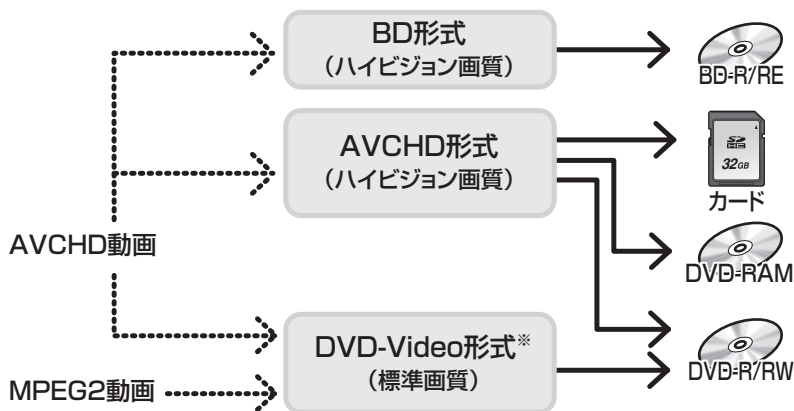 BD形式
（ハイビジョン画質）
BD-R/RE
AVCHD形式
（ハイビジョン画質）
SDHC
32GB
カード
AVCHD動画
DVD-RAM
DVD-Video形式※
（標準画質）
DVD-R/RW
MPEG2動画